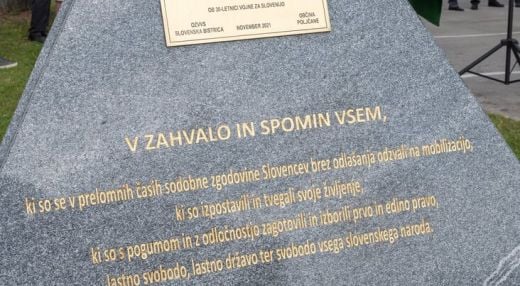 OB 30-LETNICI VOJNE ZA SLOVENIJO
OZVVS OBČINA
SLOVENSKA BISTRICA NOVEMBER 2021 POLJČANE
V ZAHVALO IN SPOMIN VSEM,
ki so se v prelomnih časih sodobne zgodovine Slovencev brez odlašanja odzvali na mobilizacijo,
ki so izpostavili in tvegali svoje življenje,
ki so s pogumom in z odločnostjo zagotovili in izborili prvo in edino pravo,
lastno svobodo, lastno državo ter svobodo vsega slovenskega naroda.